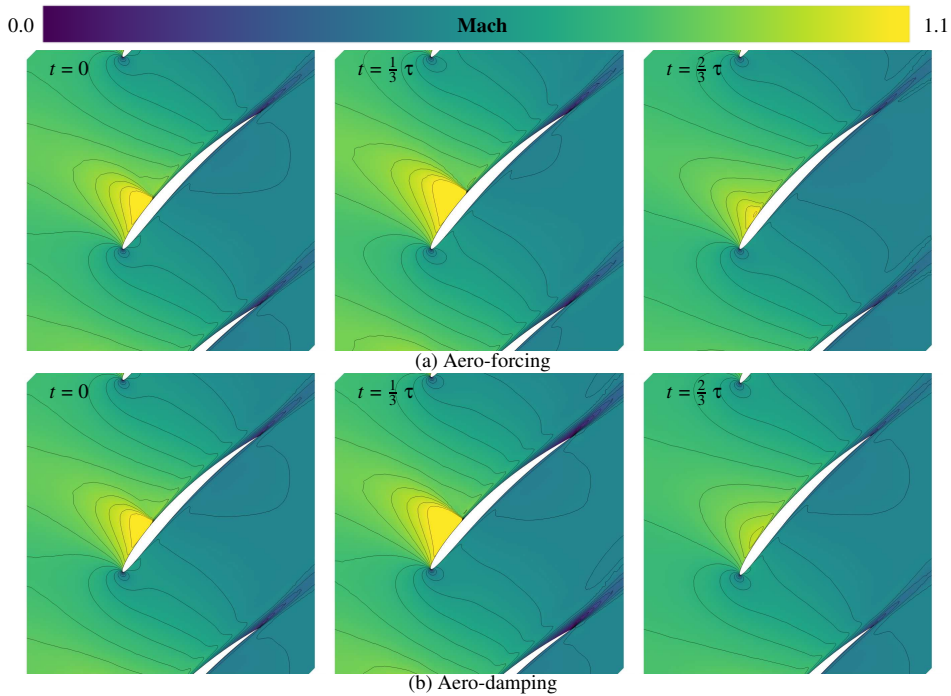 0.0 Mach 1.1
t = 0 t = 1/3 τ t = 2/3 τ
(a) Aero-forcing
t = 0 t = 1/3 τ t = 2/3 τ
(b) Aero-damping